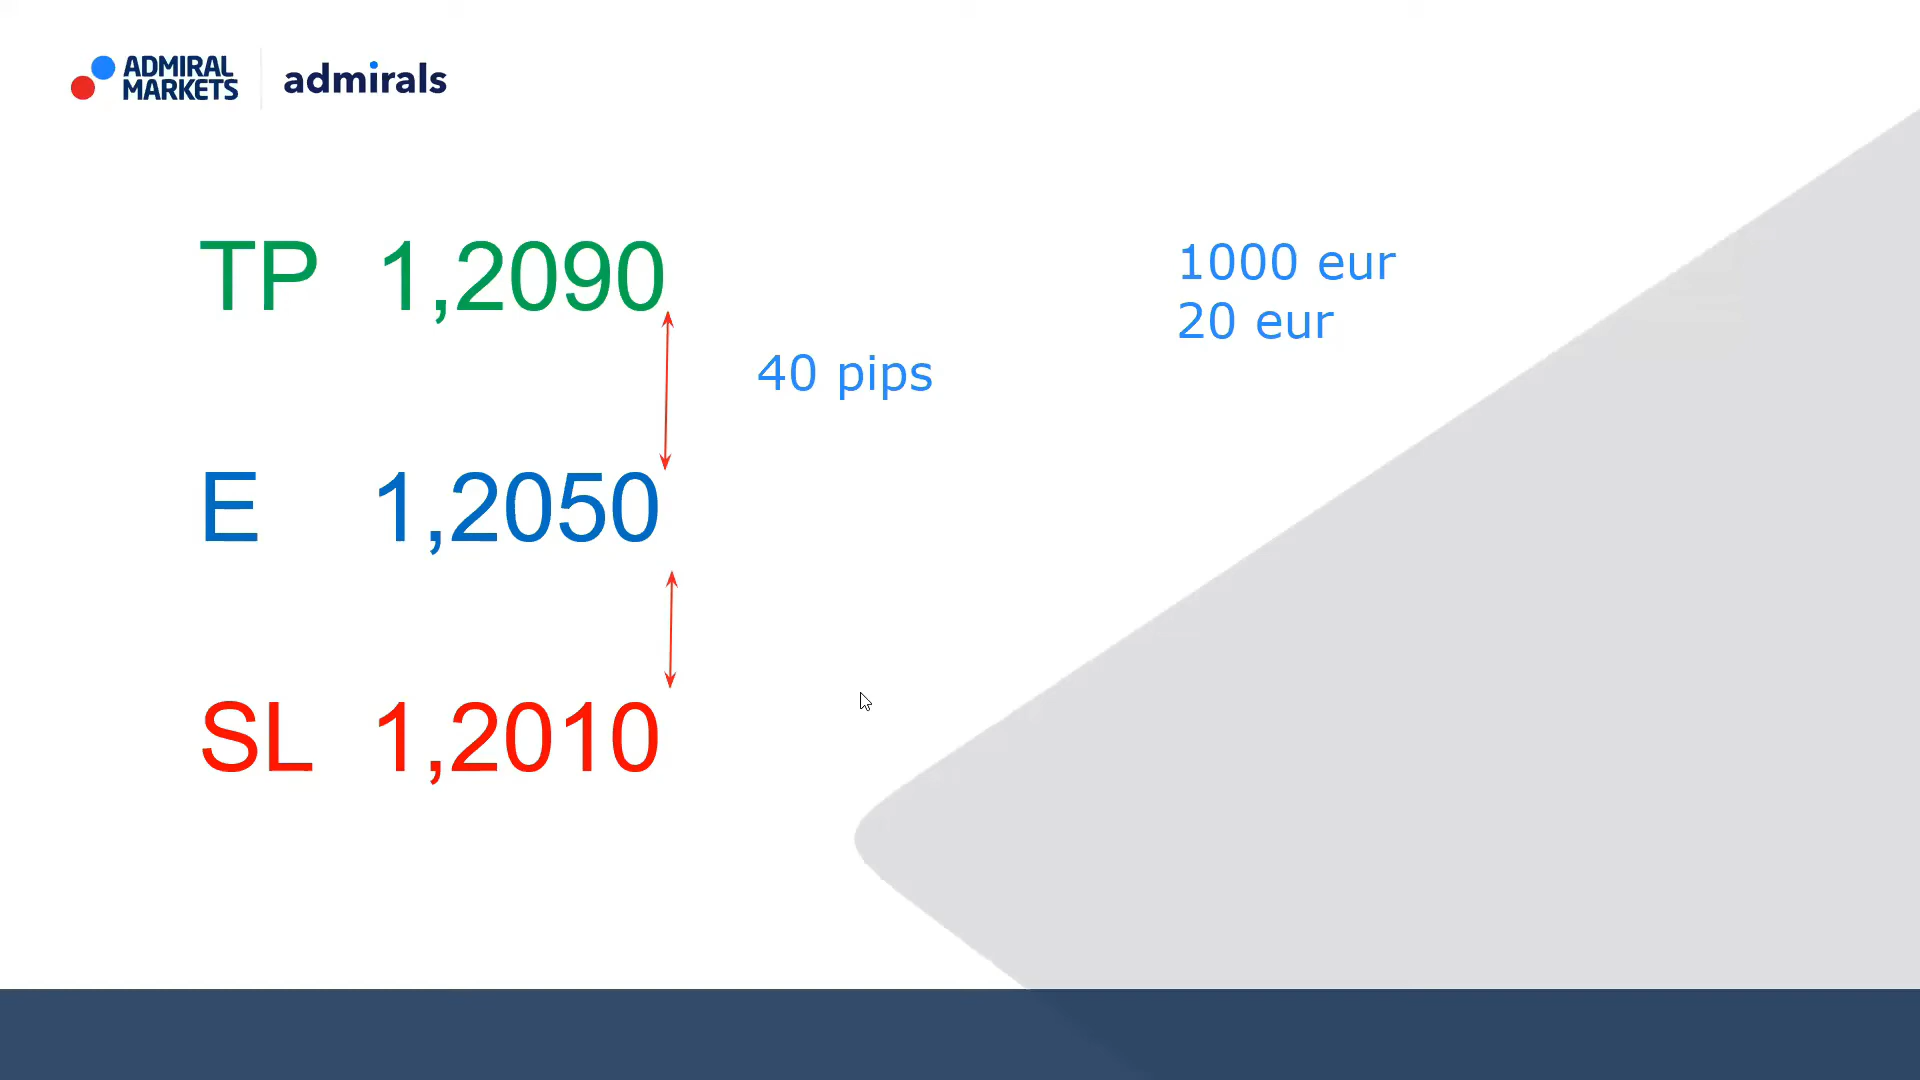 ADMIRAL
MARKETS
admirals
TP 1,2090
1000 eur
20 eur
40 pips
E 1,2050
SL 1,2010